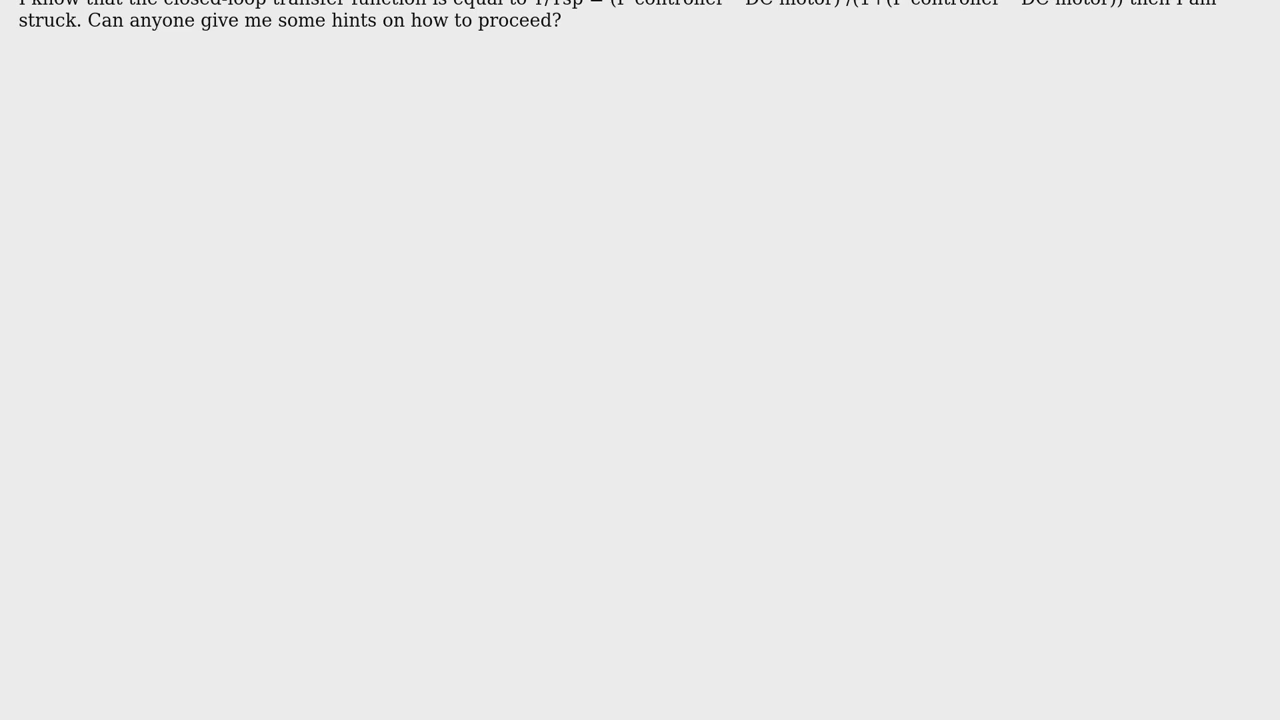 I know that the closed-loop transfer function is equal to Y/Ysp = (P-controller * DC motor) /(1+(P-controller * DC motor)) then I am
struck. Can anyone give me some hints on how to proceed?